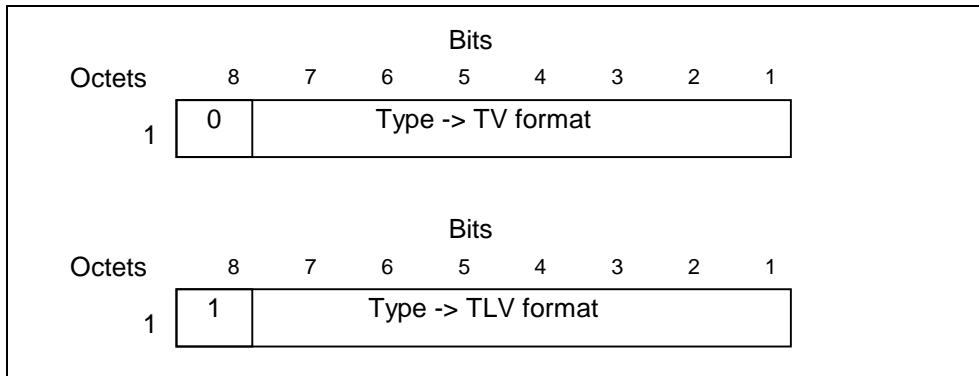 Bits
Octets 8 7 6 5 4 3 2 1
1 0 Type -> TV format
Bits
Octets 8 7 6 5 4 3 2 1
1 1 Type -> TLV format